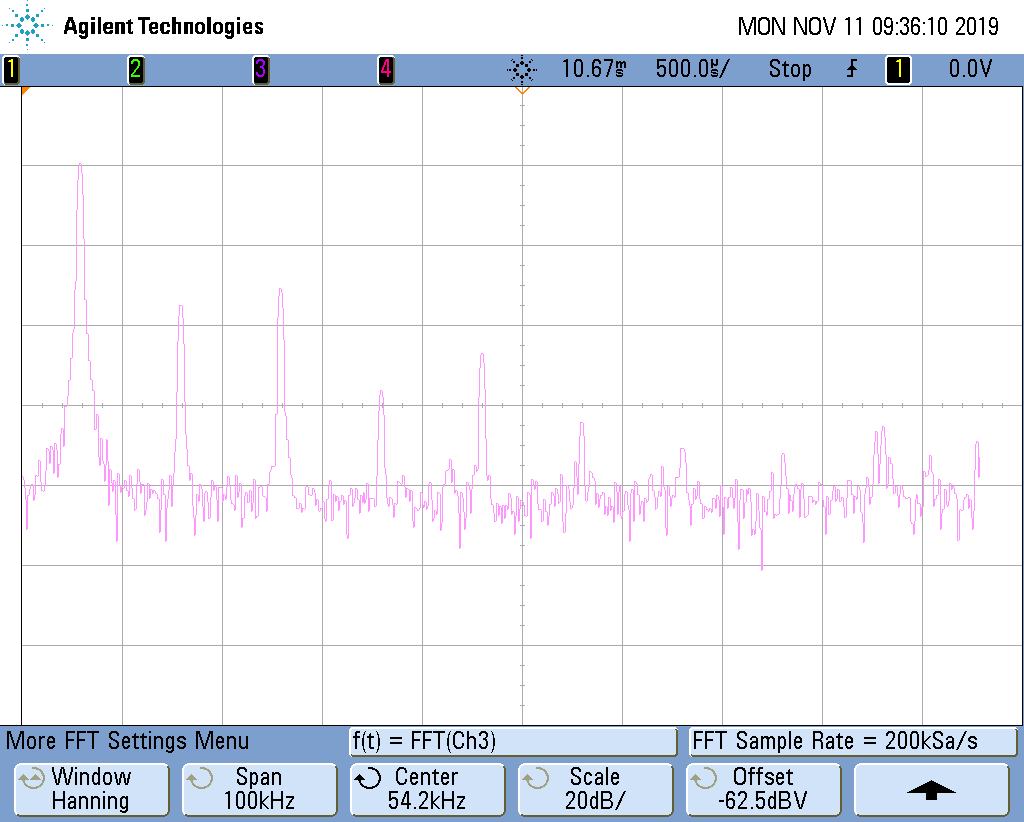 Agilent Technologies MON NOV 11 09:36:10 2019
1 2 3 4 10.67ms 500.0µs/ Stop 1 0.0V
More FFT Settings Menu f(t) = FFT(Ch3) FFT Sample Rate = 200kSa/s
Window Span Center Scale Offset
Hanning 100kHz 54.2kHz 20dB/ -62.5dBV